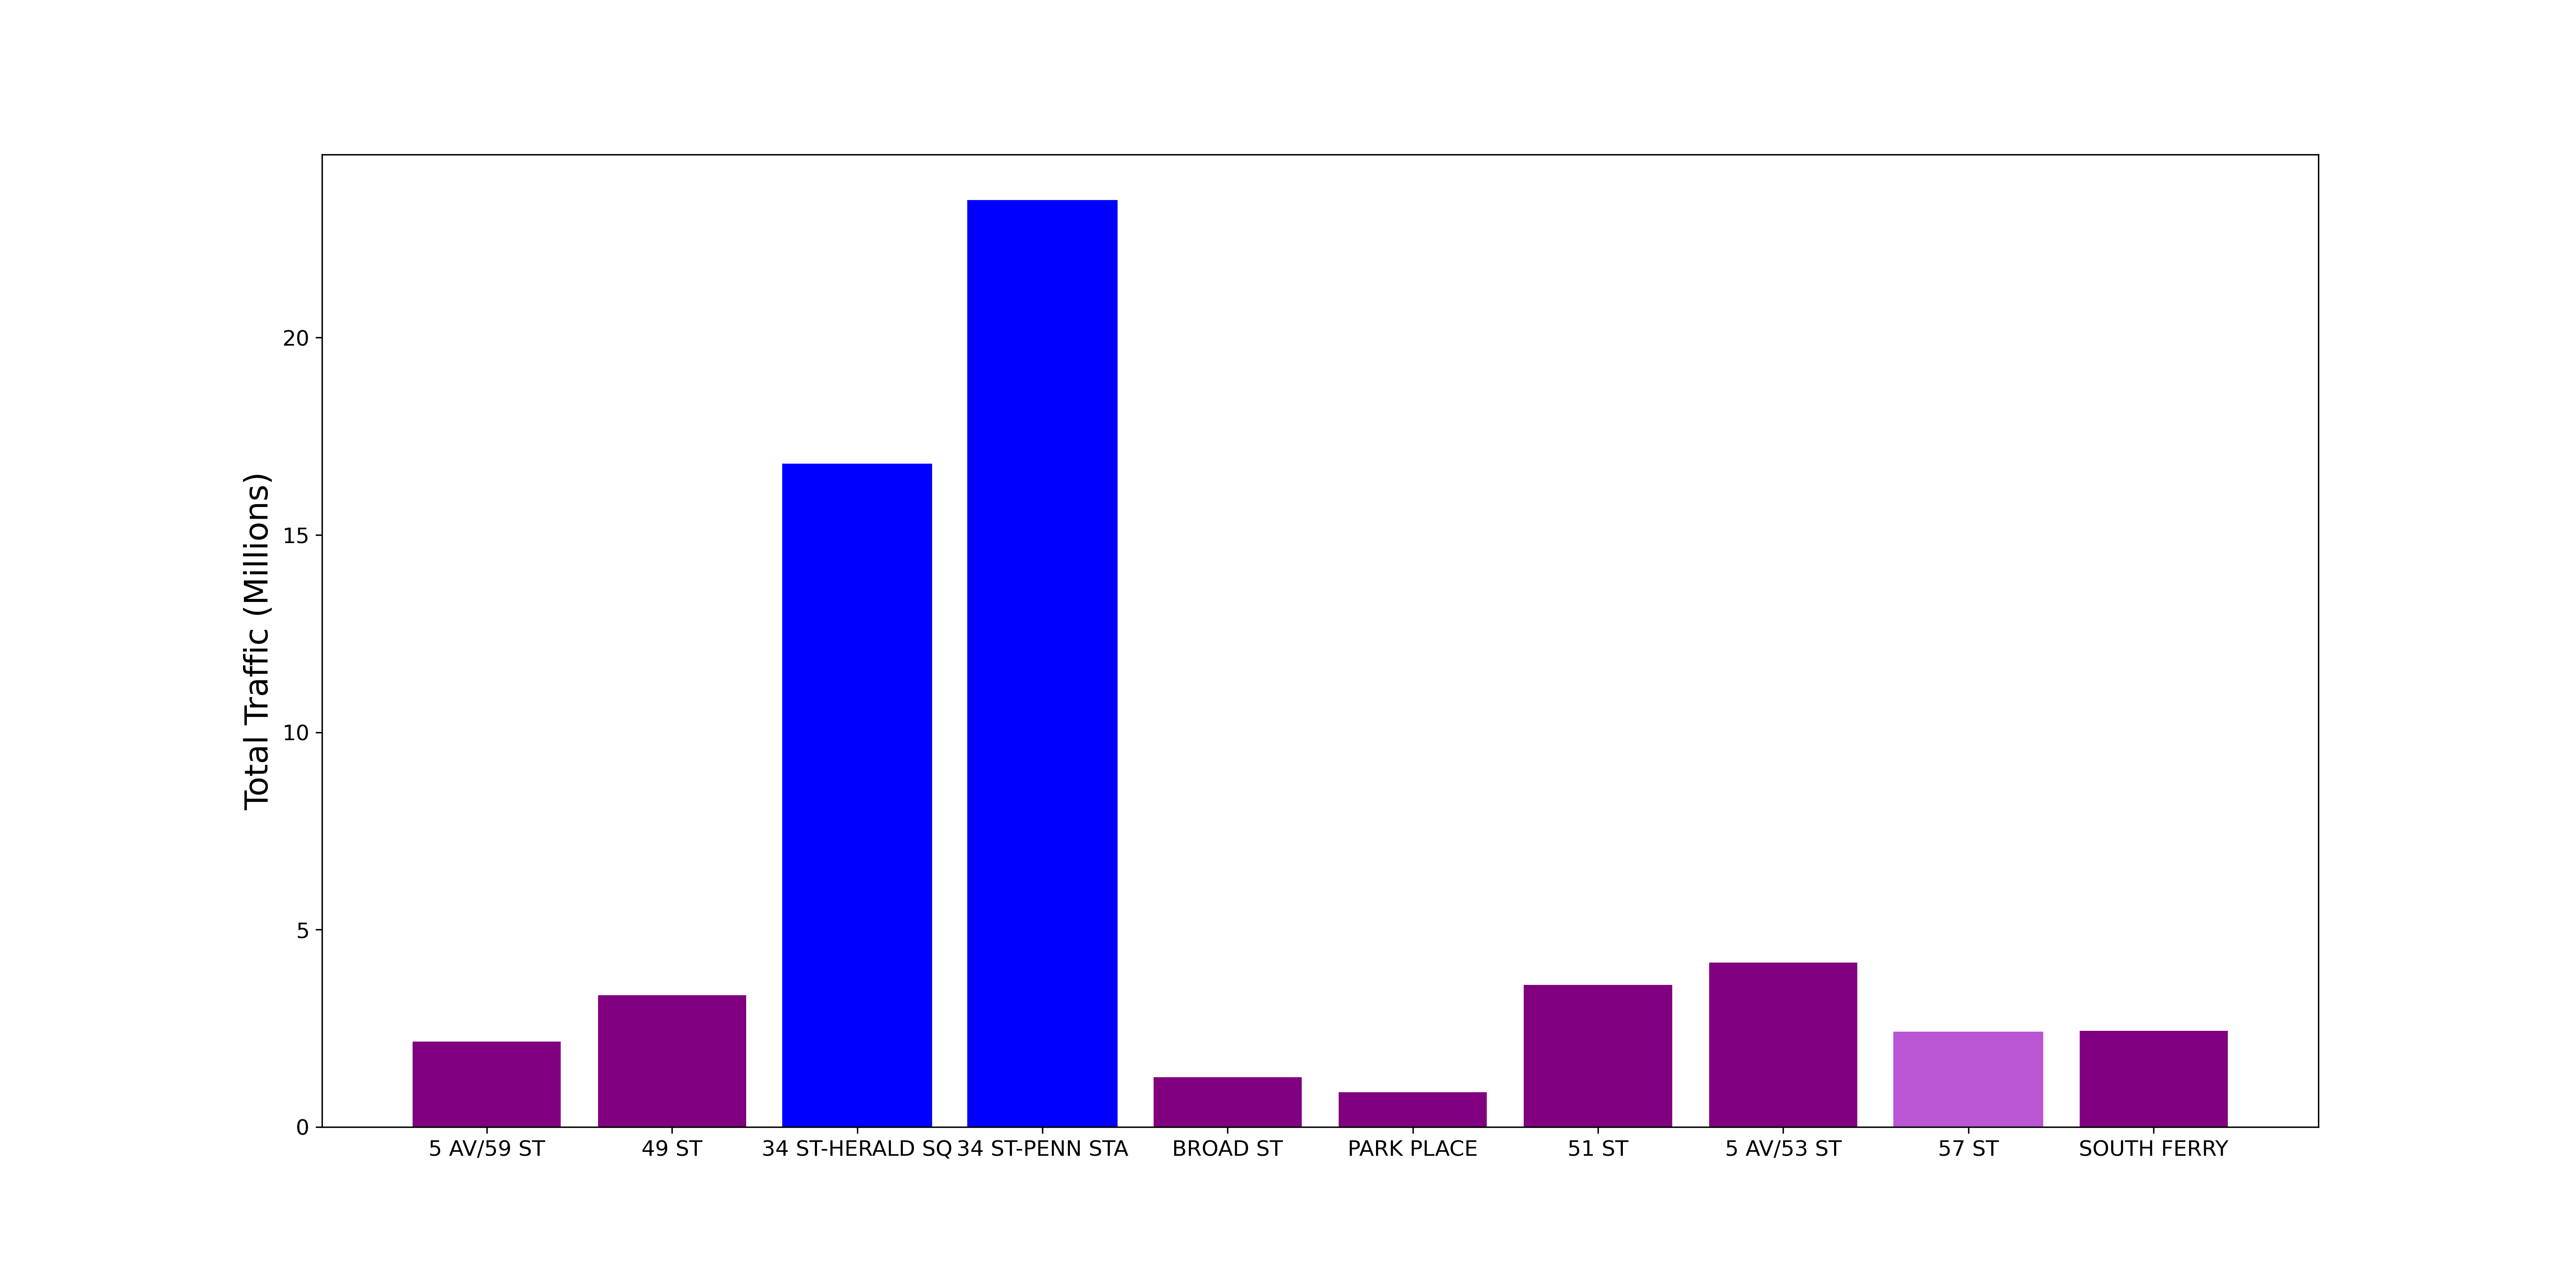 Total Traffic (Millions)
20
15
10
5
0
5 AV/59 ST
49 ST
34 ST-HERALD SQ
34 ST-PENN STA
BROAD ST
PARK PLACE
51 ST
5 AV/53 ST
57 ST
SOUTH FERRY